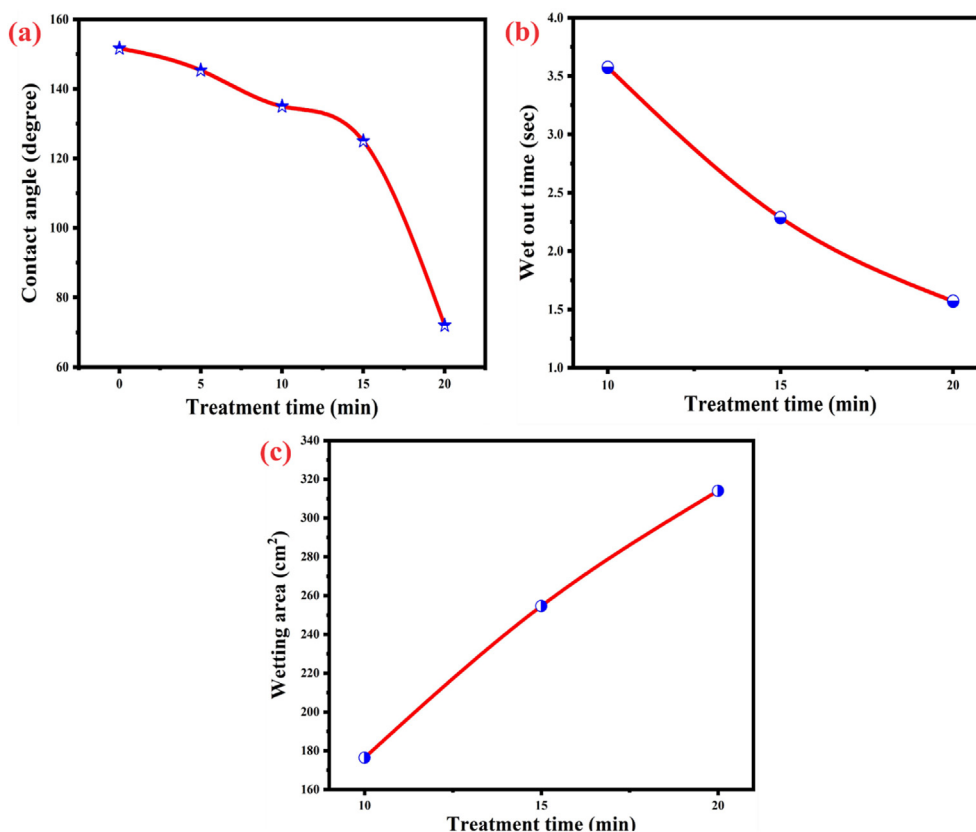 (a)
Contact angle (degree)
160
140
120
100
80
60
0 5 10 15 20
Treatment time (min)
(b)
Wet out time (sec)
4.0
3.5
3.0
2.5
2.0
1.5
1.0
10 15 20
Treatment time (min)
(c)
Wetting area (cm²)
340
320
300
280
260
240
220
200
180
160
10 15 20
Treatment time (min)